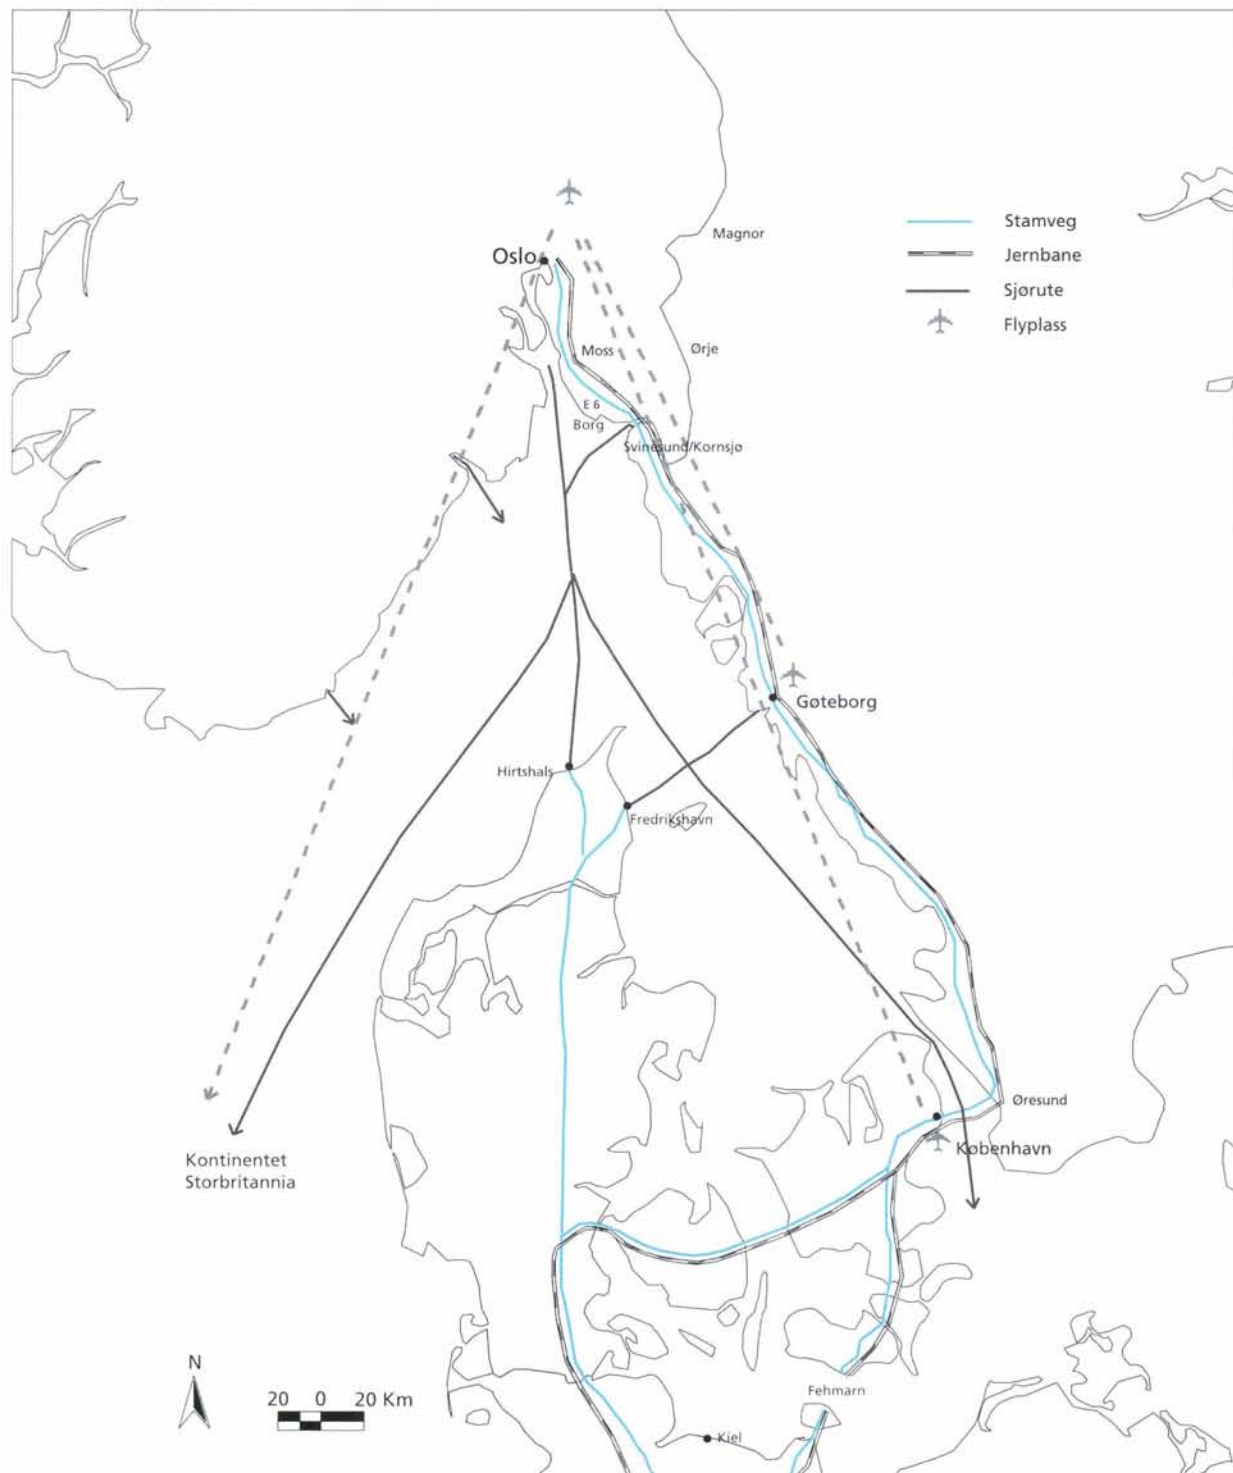 Magnor
Oslo
Stamveg
Jernbane
Sjørute
Flyplass
Moss
Ørje
E 6
Borg
Svinesund/Kornsjø
Gøteborg
Hirtshals
Fredrikshavn
Øresund
København
Kontinentet
Storbritannia
N
20 0 20 Km
Fehmarn
Kiel